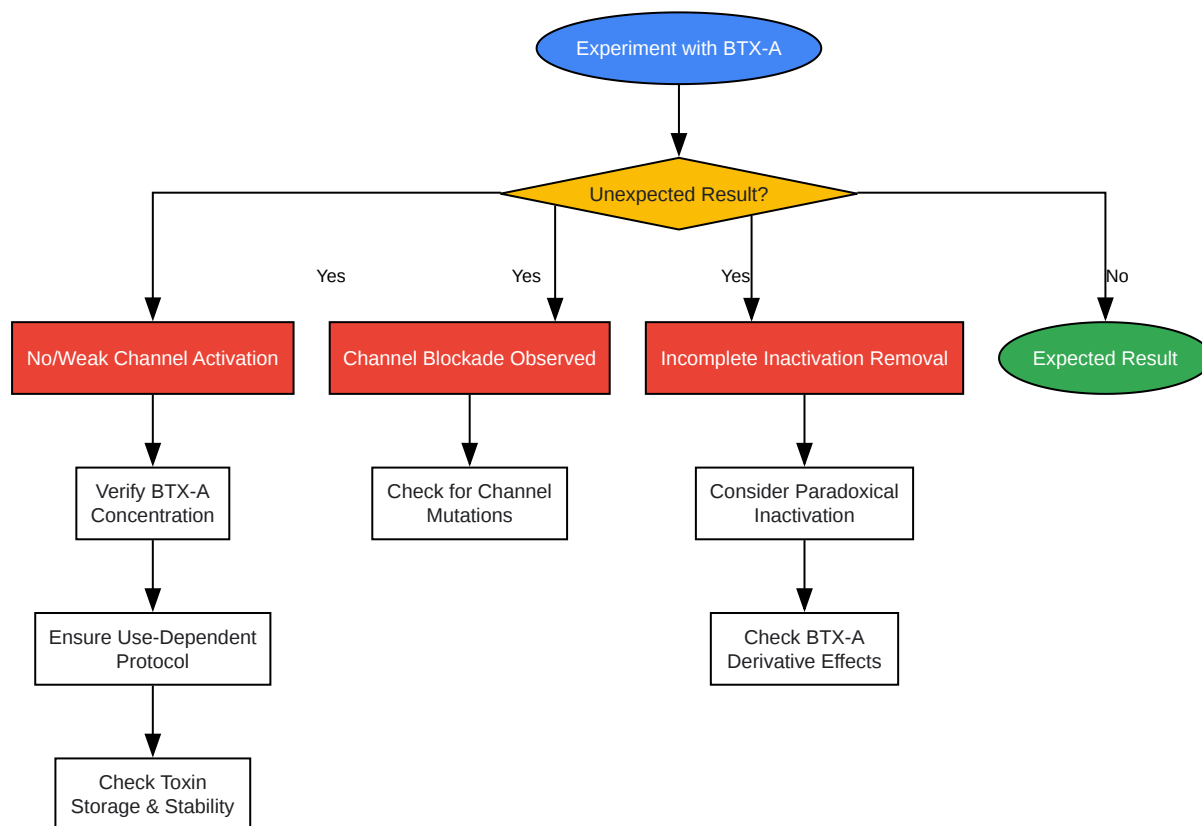 Experiment with BTX-A
Unexpected Result?
Yes
Yes
Yes
No
No/Weak Channel Activation
Channel Blockade Observed
Incomplete Inactivation Removal
Expected Result
Verify BTX-A
Concentration
Check for Channel
Mutations
Consider Paradoxical
Inactivation
Ensure Use-Dependent
Protocol
Check BTX-A
Derivative Effects
Check Toxin
Storage & Stability